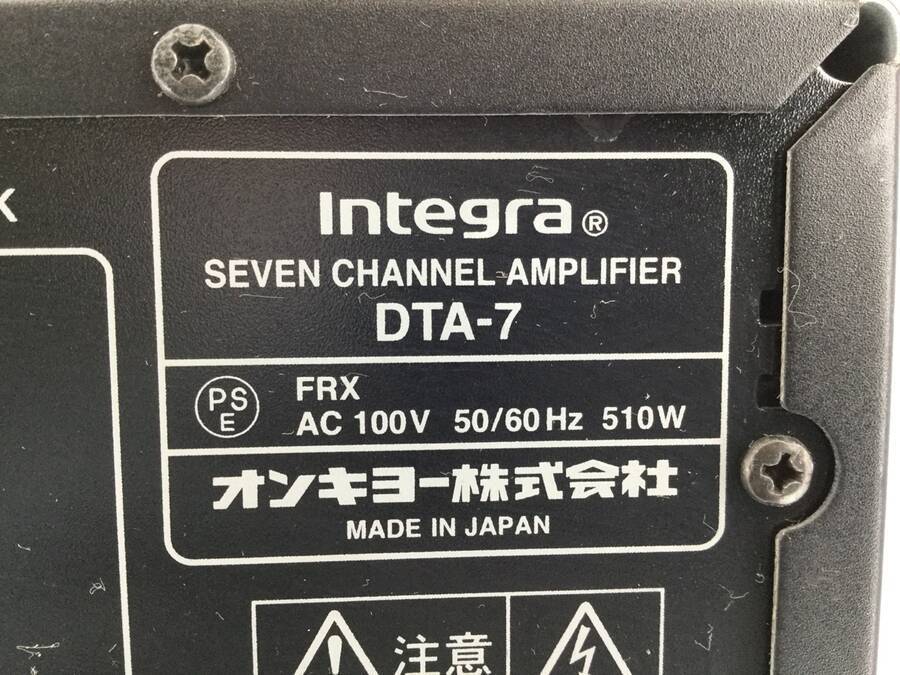 Integra®
SEVEN CHANNEL AMPLIFIER
DTA-7
PS
E
FRX
AC 100V 50/60Hz 510W
オンキヨー株式会社
MADE IN JAPAN
注意